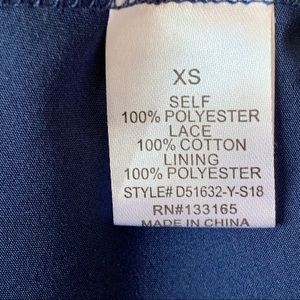 XS
SELF
100% POLYESTER
LACE
100% COTTON
LINING
100% POLYESTER
STYLE# D51632-Y-S18
RN#133165
MADE IN CHINA